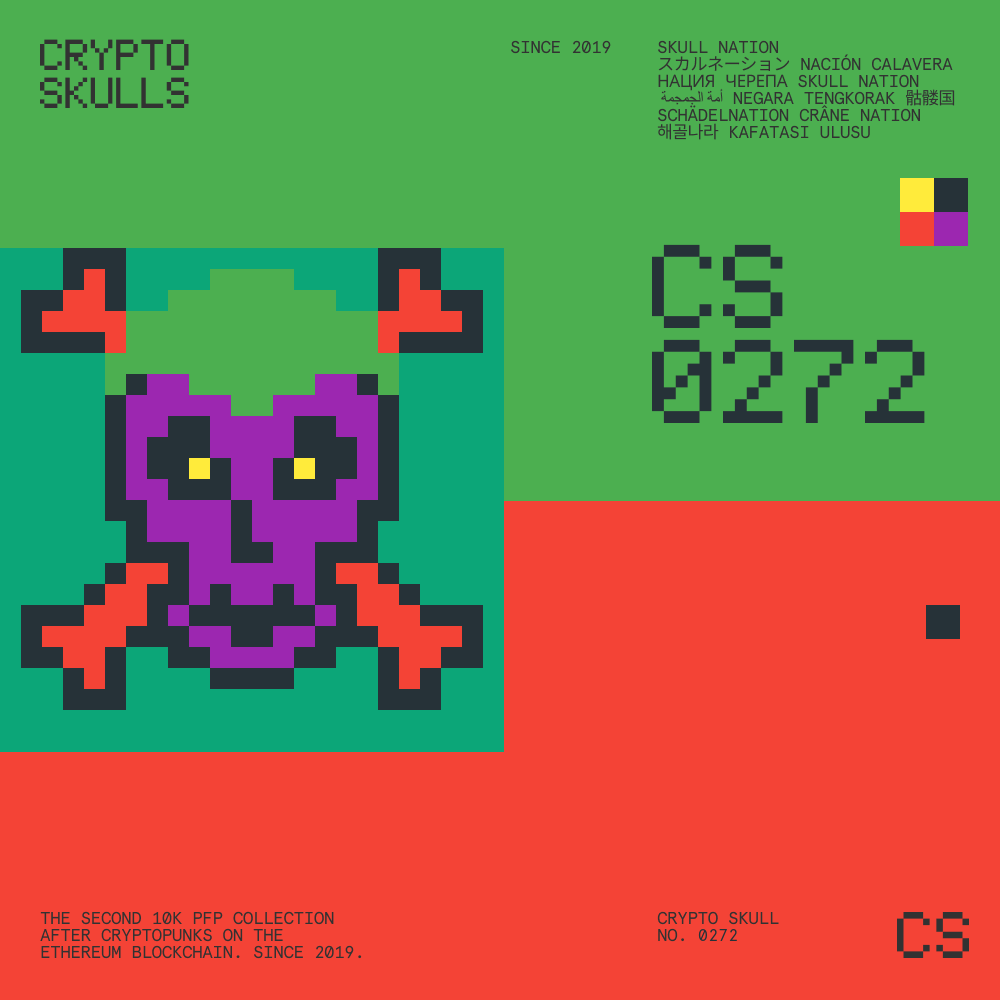 CRYPTO
SKULLS
SINCE 2019
SKULL NATION
スカルネーション NACIÓN CALAVERA
НАЦИЯ ЧЕРЕПА SKULL NATION
أمة الجمجمة NEGARA TENGKORAK 骷髅国
SCHÄDELNATION CRÂNE NATION
해골나라 KAFATASI ULUSU
CS
0272
THE SECOND 10K PFP COLLECTION
AFTER CRYPTOPUNKS ON THE
ETHEREUM BLOCKCHAIN. SINCE 2019.
CRYPTO SKULL
NO. 0272
CS